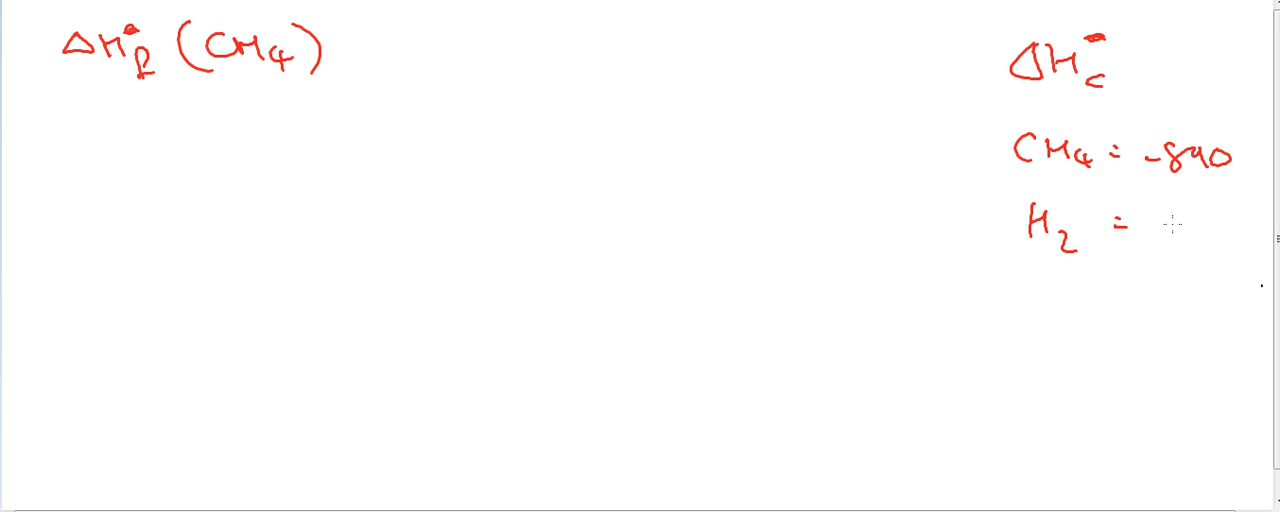 ΔH°f (CH4)
ΔH°c
CH4 = -890
H2 =